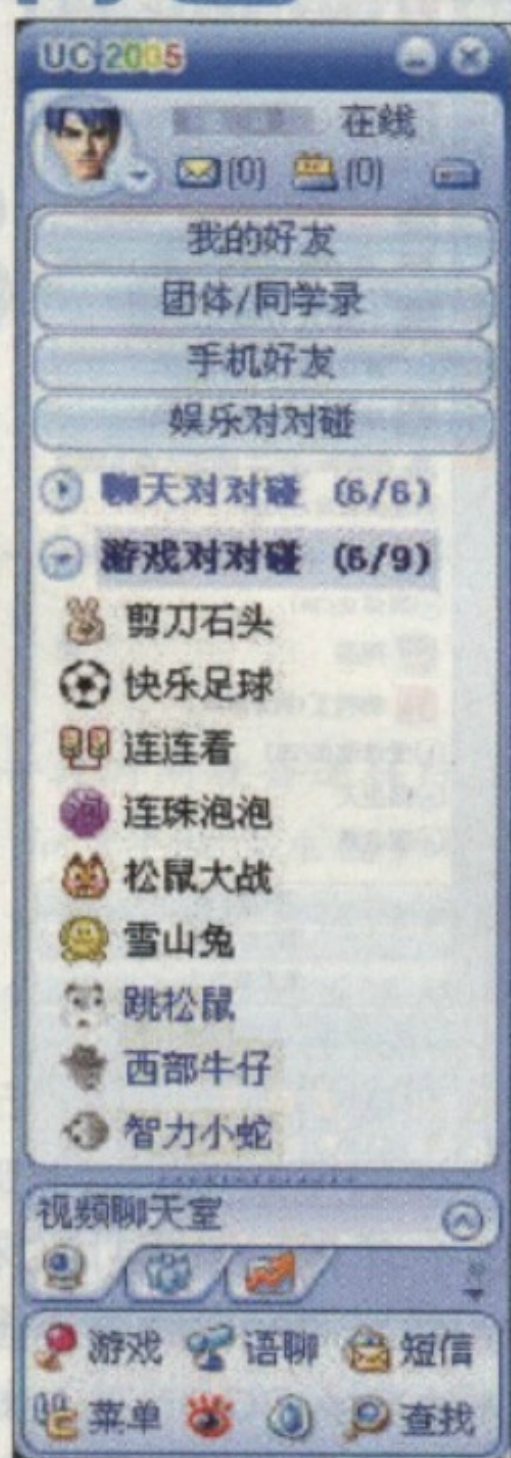 UC 2005
在线
(0) (0)
我的好友
团体/同学录
手机好友
娱乐对对碰
聊天对对碰 (6/6)
游戏对对碰 (6/9)
剪刀石头
快乐足球
连连看
连珠泡泡
松鼠大战
雪山兔
跳松鼠
西部牛仔
智力小蛇
视频聊天室
游戏 语聊 短信
菜单 查找